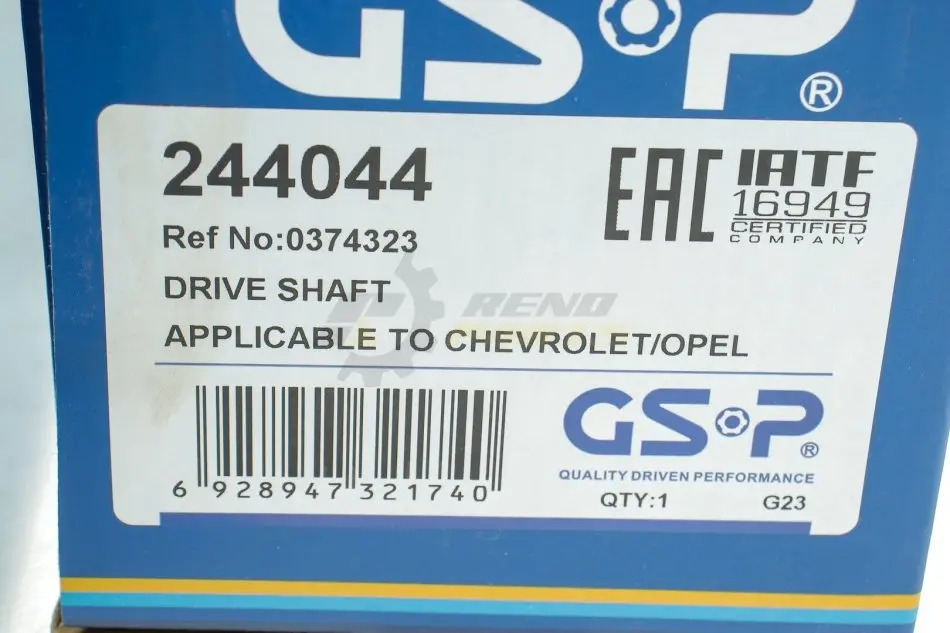 GSP®
244044
EAC
IATF
16949
CERTIFIED
COMPANY
Ref No:0374323
DRIVE SHAFT
RENO
APPLICABLE TO CHEVROLET/OPEL
6 928947 321740
GSP®
QUALITY DRIVEN PERFORMANCE
QTY:1 G23